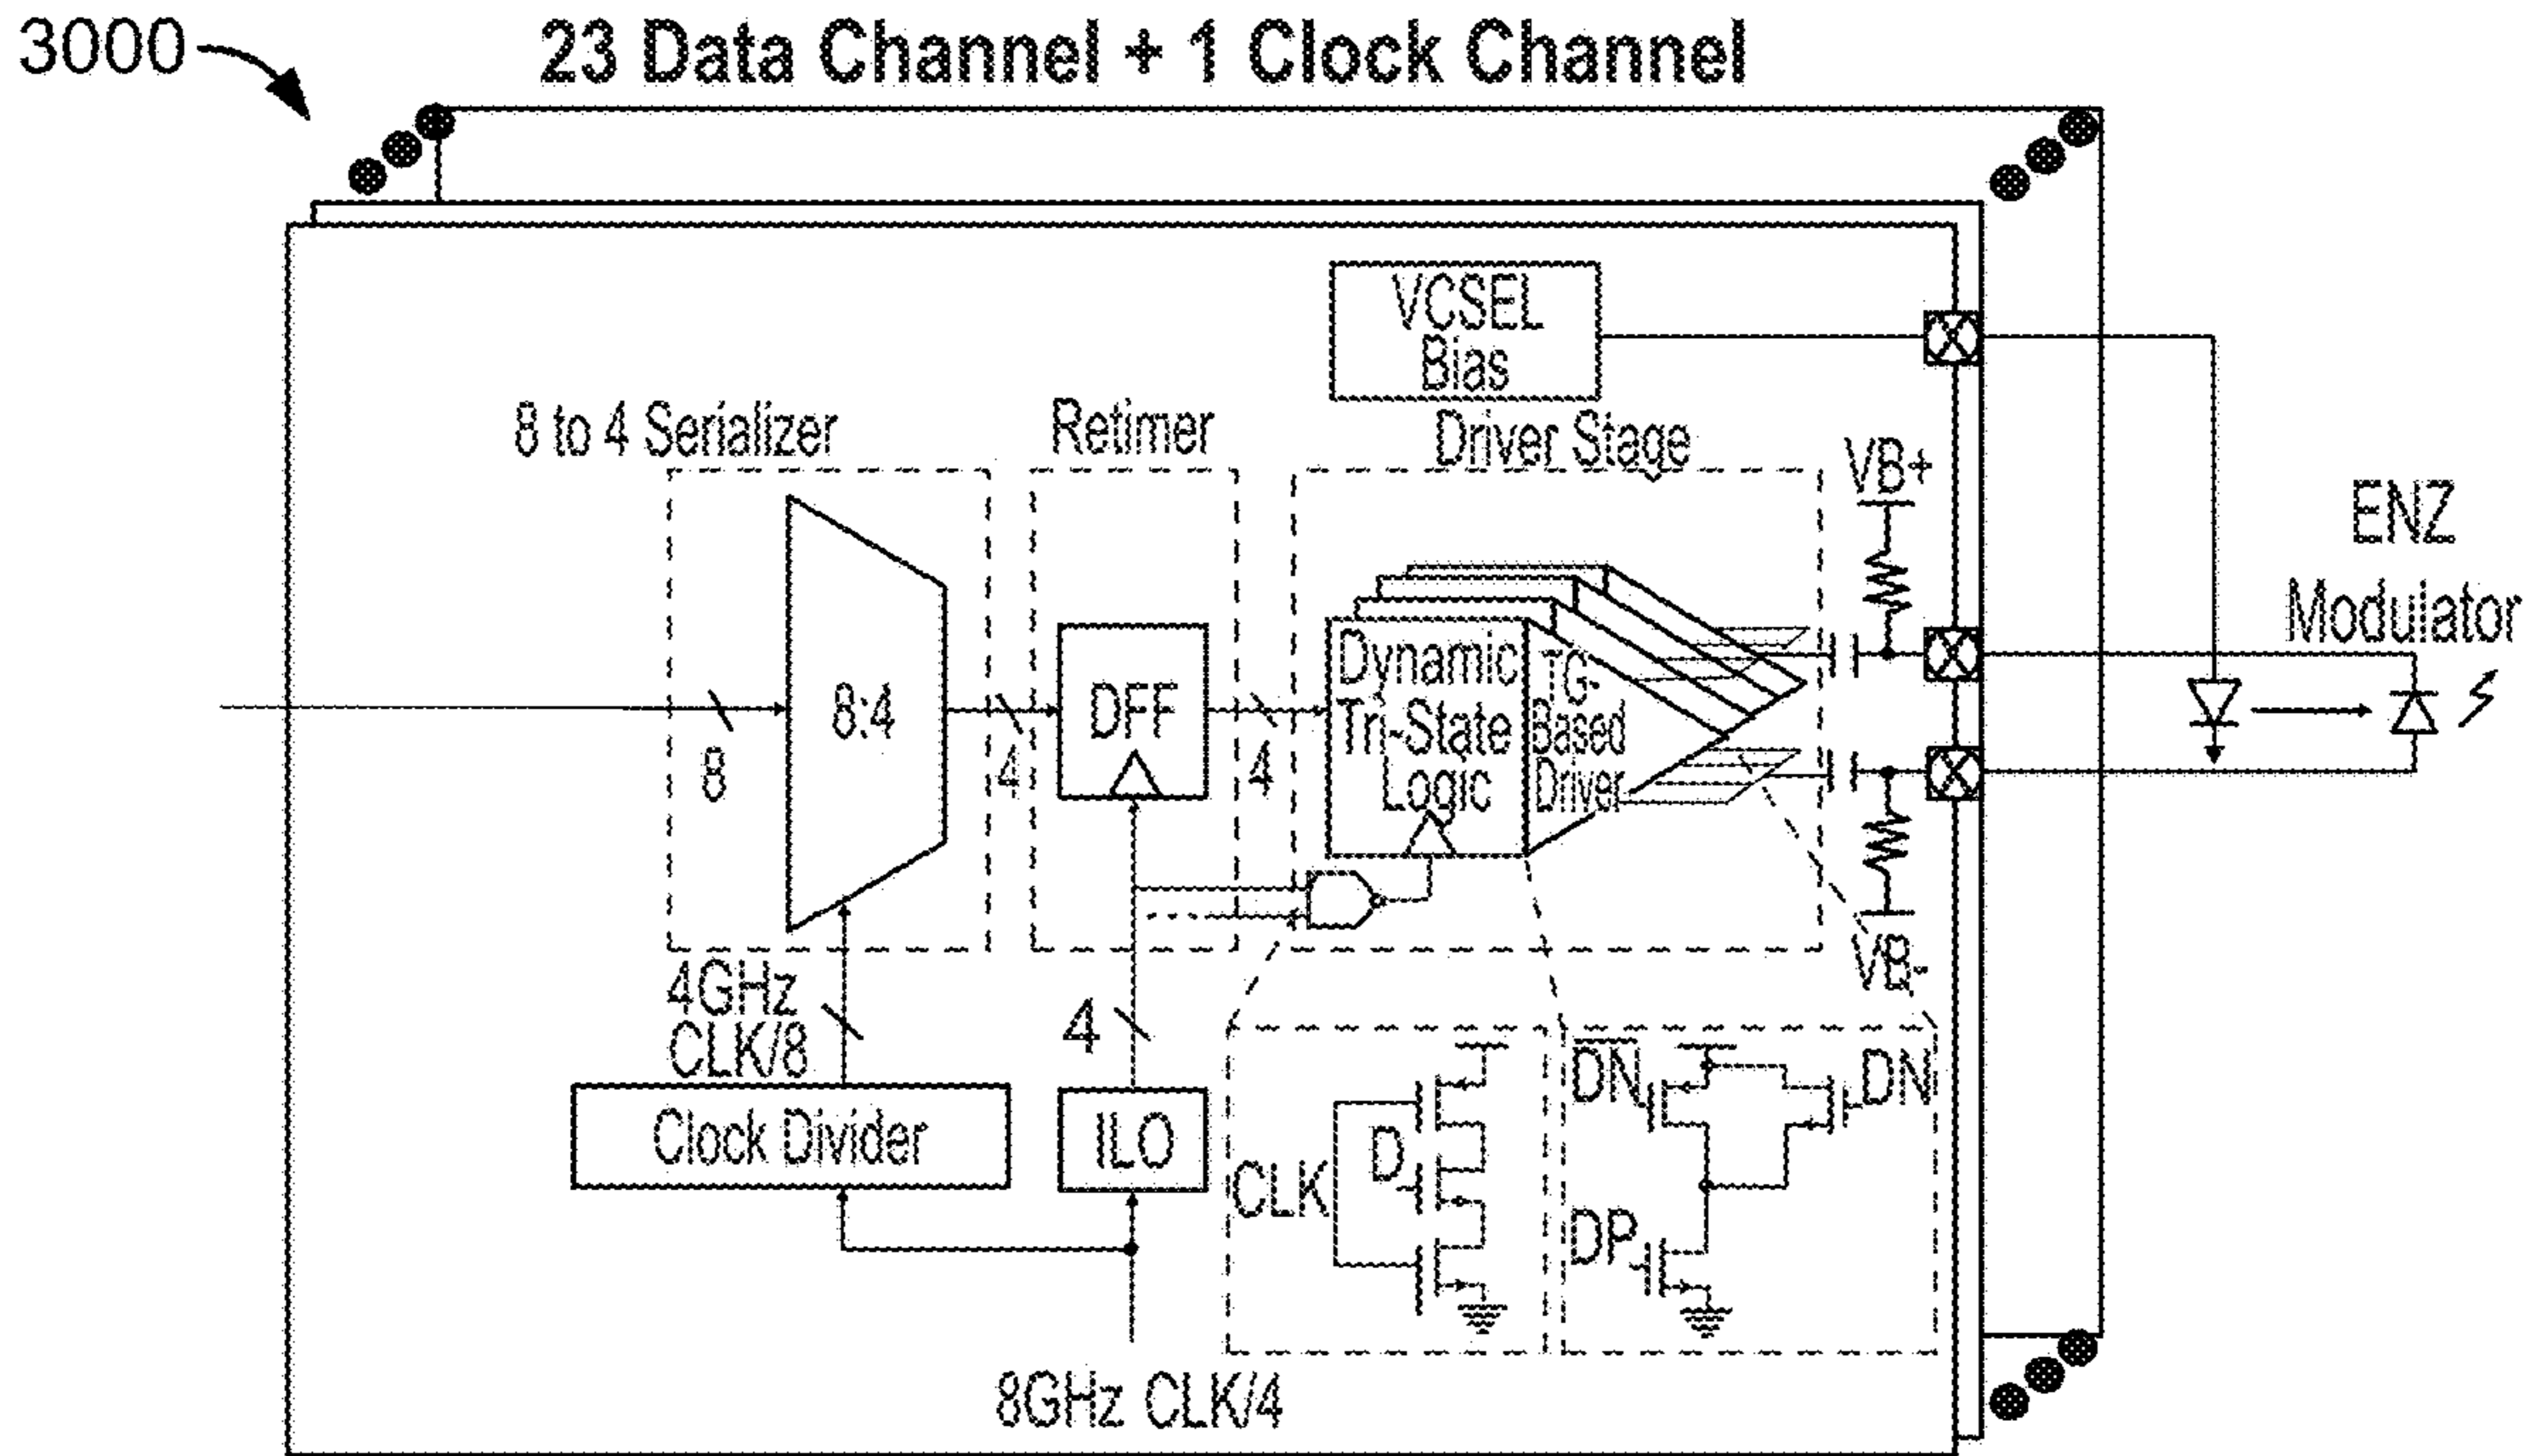 3000
23 Data Channel + 1 Clock Channel
VCSEL
Bias
8 to 4 Serializer
Retimer
Driver Stage
VB+
ENZ
Modulator
8:4
DFF
Dynamic
Tri-State
Logic
TG-
Based
Driver
8
4
4
VB-
4GHz
CLK/8
4
Clock Divider
ILO
CLK
D
D̅N̅
DN
DP
8GHz CLK/4